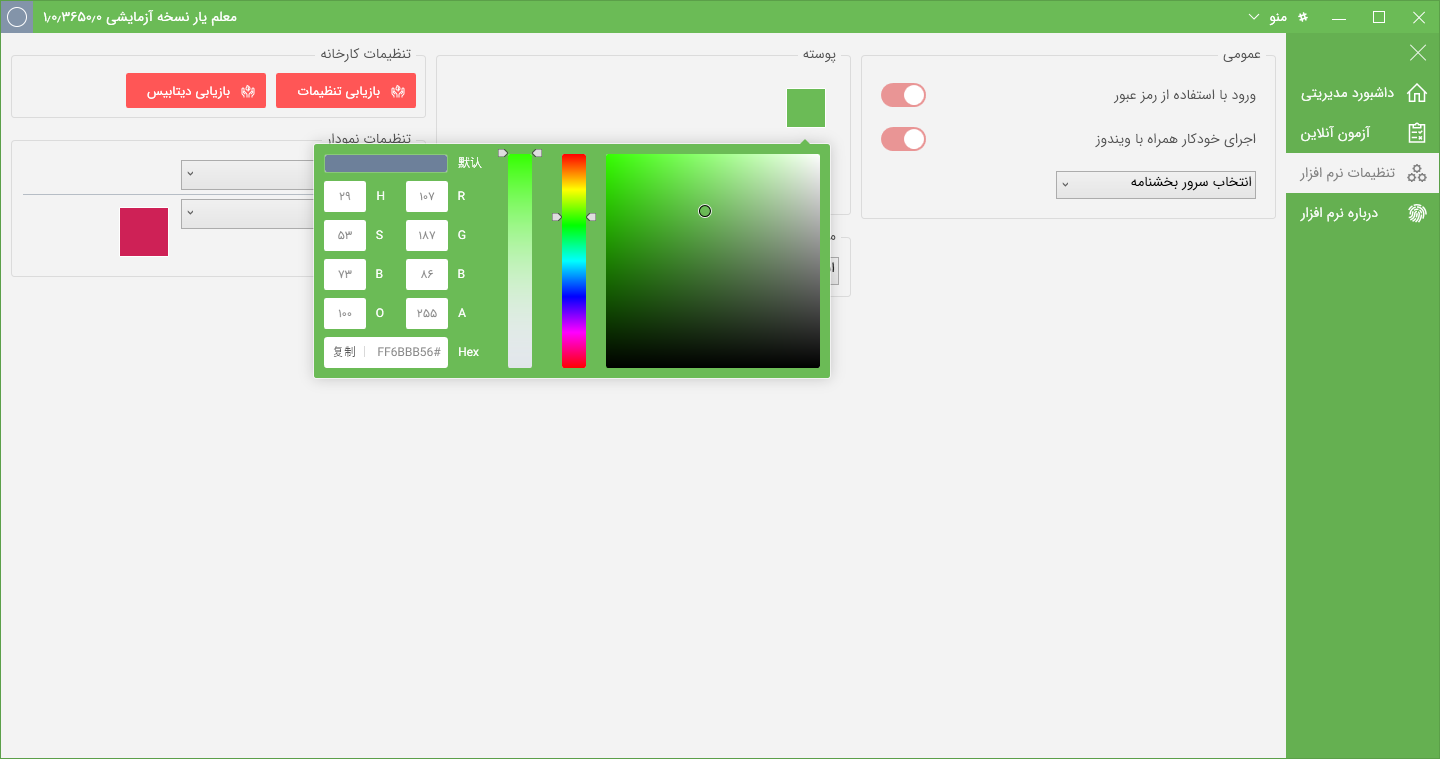 معلم یار نسخه آزمایشی ۱٫۰٫۳۶۵۰٫۰
منو
داشبورد مدیریتی
آزمون آنلاین
تنظیمات نرم افزار
درباره نرم افزار
عمومی
ورود با استفاده از رمز عبور
اجرای خودکار همراه با ویندوز
انتخاب سرور بخشنامه
پوسته
تنظیمات کارخانه
بازیابی تنظیمات
بازیابی دیتابیس
تنظیمات نمودار
默认
R ۱۰۷ H ۲۹
G ۱۸۷ S ۵۳
B ۸۶ B ۷۳
A ۲۵۵ O ۱۰۰
Hex FF6BBB56# 复制